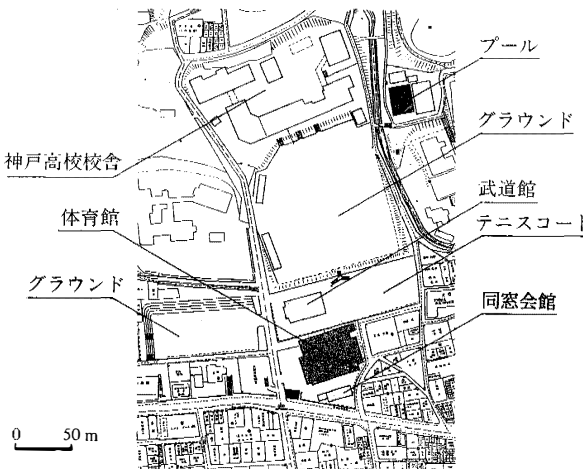 プール
グラウンド
神戸高校校舎
武道館
体育館
テニスコート
グラウンド
同窓会館
0 50 m